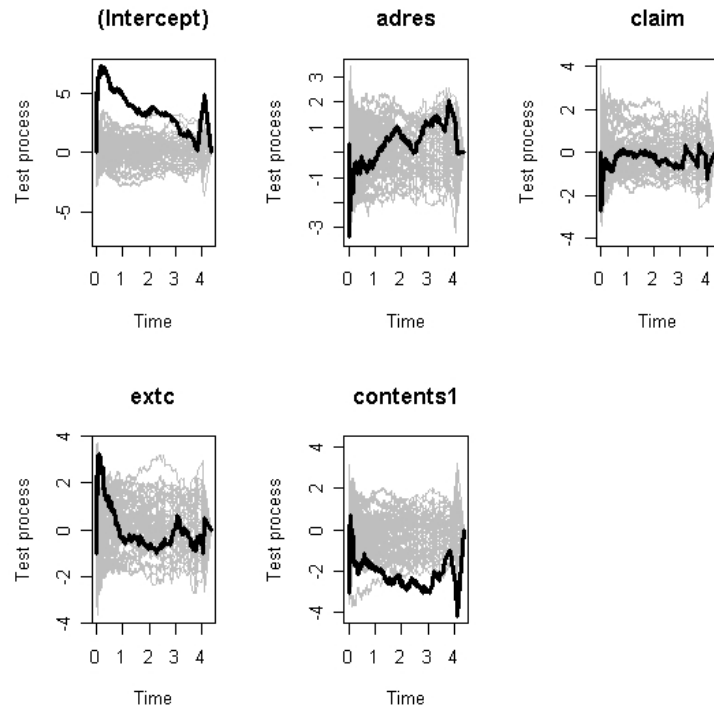 (Intercept) adres claim
Test process
5
0
-5
Test process
3
1
-1
-3
Test process
4
2
0
-2
-4
0 1 2 3 4
0 1 2 3 4
0 1 2 3 4
Time Time Time
extc contents1
Test process
4
2
0
-2
-4
Test process
4
2
0
-2
-4
0 1 2 3 4
0 1 2 3 4
Time Time